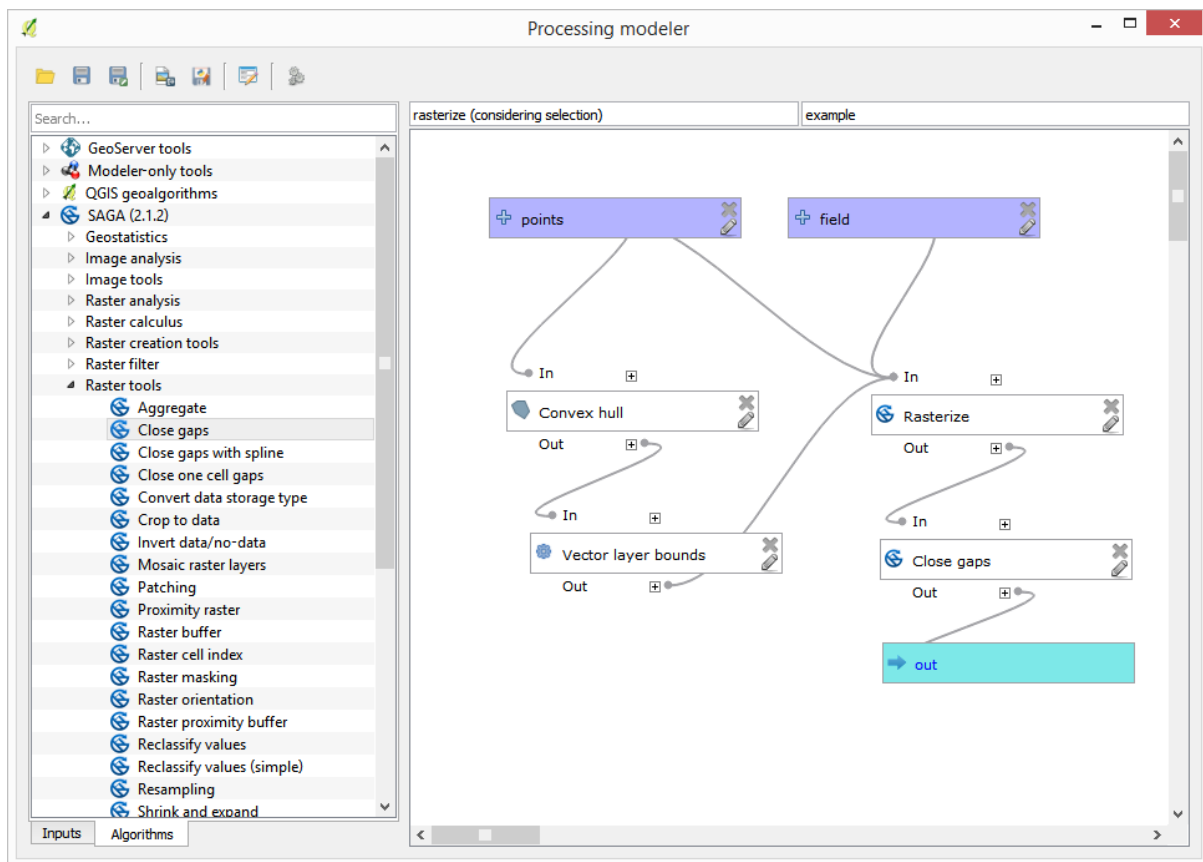 Processing modeler
Search...
GeoServer tools
Modeler-only tools
QGIS geoalgorithms
SAGA (2.1.2)
Geostatistics
Image analysis
Image tools
Raster analysis
Raster calculus
Raster creation tools
Raster filter
Raster tools
Aggregate
Close gaps
Close gaps with spline
Close one cell gaps
Convert data storage type
Crop to data
Invert data/no-data
Mosaic raster layers
Patching
Proximity raster
Raster buffer
Raster cell index
Raster masking
Raster orientation
Raster proximity buffer
Reclassify values
Reclassify values (simple)
Resampling
Shrink and expand
Inputs
Algorithms
rasterize (considering selection)
example
points
field
In
Convex hull
Out
In
Rasterize
Out
In
Vector layer bounds
Out
In
Close gaps
Out
out